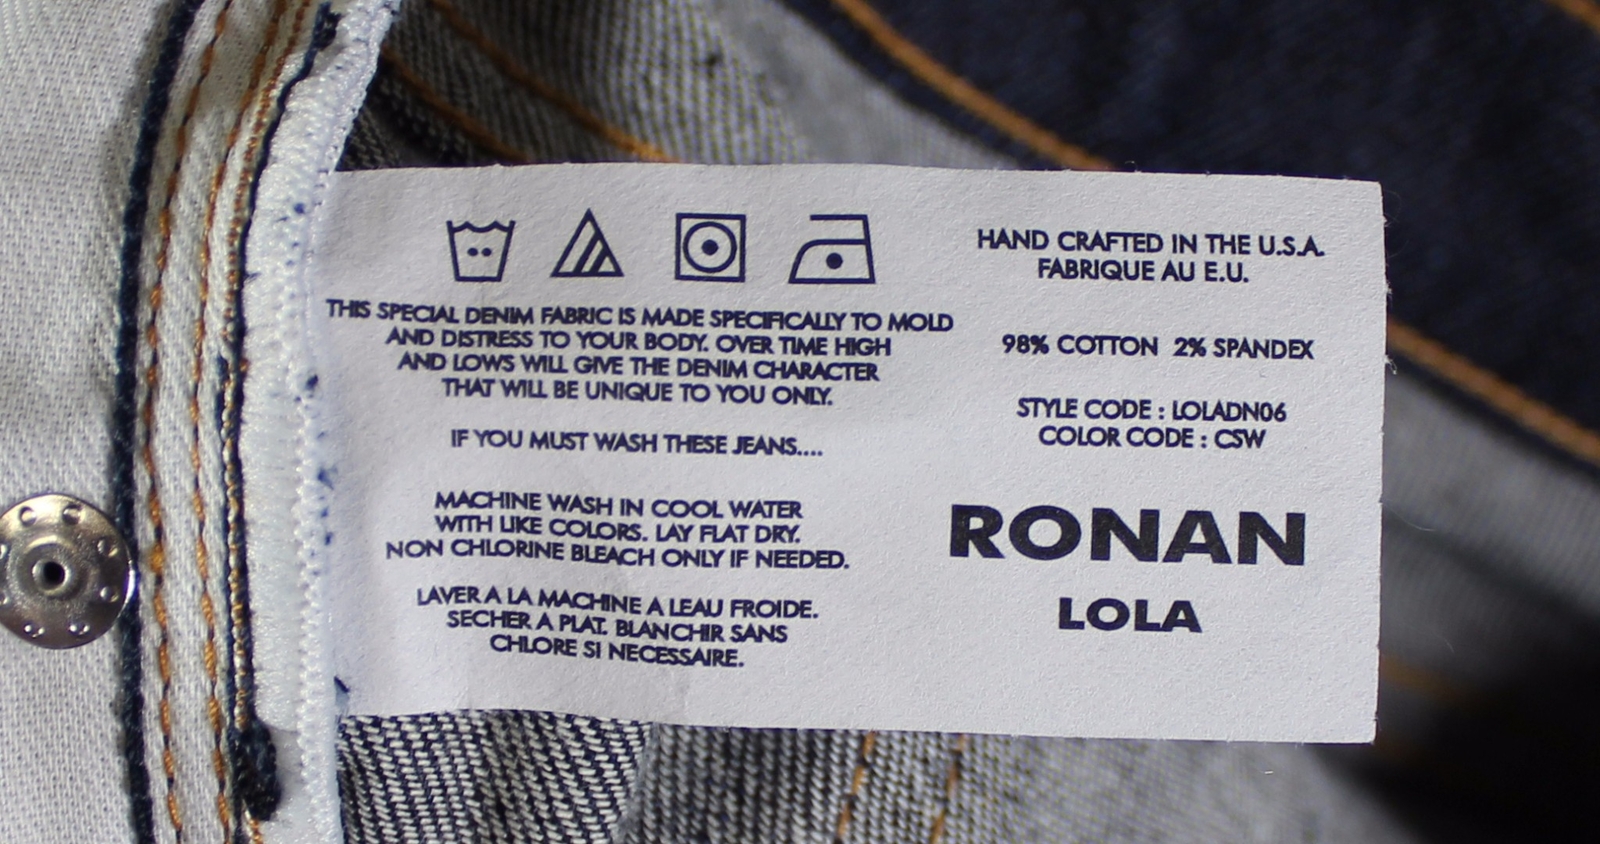 THIS SPECIAL DENIM FABRIC IS MADE SPECIFICALLY TO MOLD
AND DISTRESS TO YOUR BODY. OVER TIME HIGH
AND LOWS WILL GIVE THE DENIM CHARACTER
THAT WILL BE UNIQUE TO YOU ONLY.
IF YOU MUST WASH THESE JEANS....
MACHINE WASH IN COOL WATER
WITH LIKE COLORS. LAY FLAT DRY.
NON CHLORINE BLEACH ONLY IF NEEDED.
LAVER A LA MACHINE A LEAU FROIDE.
SECHER A PLAT. BLANCHIR SANS
CHLORE SI NECESSAIRE.
HAND CRAFTED IN THE U.S.A.
FABRIQUE AU E.U.
98% COTTON 2% SPANDEX
STYLE CODE : LOLADN06
COLOR CODE : CSW
RONAN
LOLA